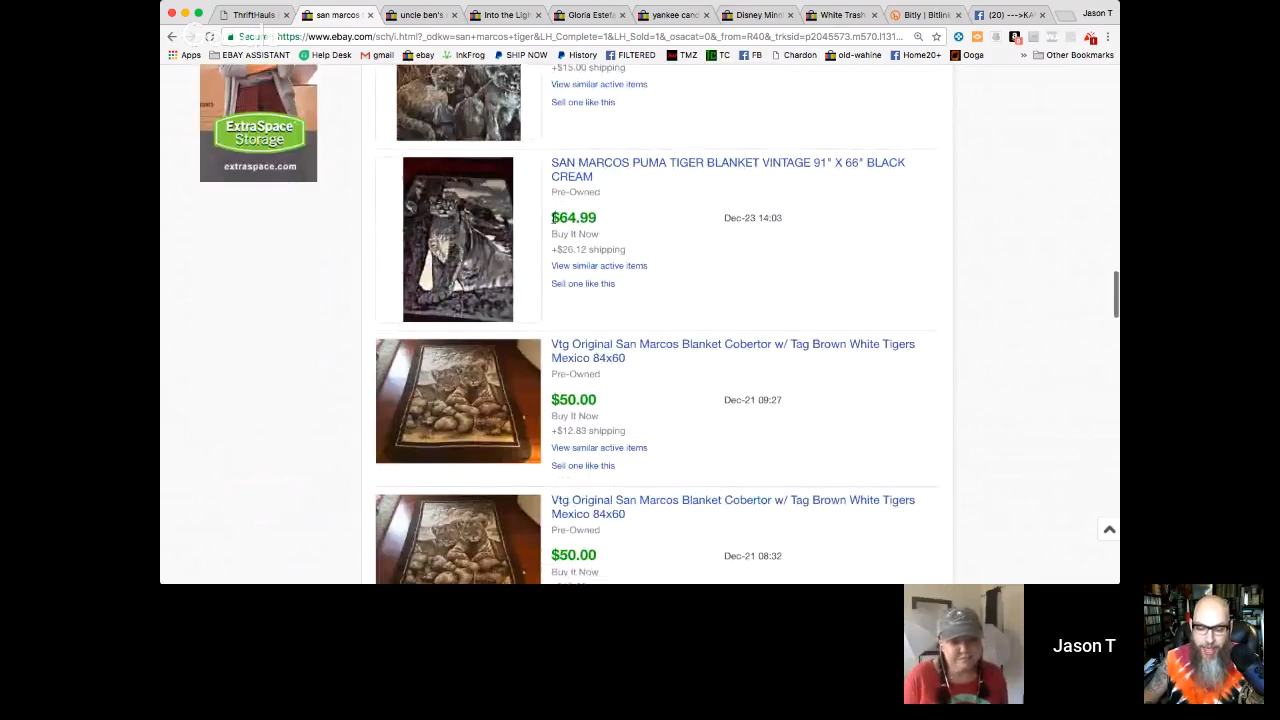 ThriftHauls
san marcos
uncle ben's
Into the Ligh
Gloria Estefa
yankee cand
Disney Minn
White Trash
Bitly | Bitlink
(20) --->KA
Jason T
Secure https://www.ebay.com/sch/i.html?_odkw=san+marcos+tiger&LH_Complete=1&LH_Sold=1&_osacat=0&_from=R40&_trksid=p2045573.m570.l131...
Apps EBAY ASSISTANT Help Desk gmail ebay InkFrog SHIP NOW History FILTERED TMZ TC FB Chardon old-wahine Home20+ Ooga » Other Bookmarks
+$15.00 shipping
View similar active items
Sell one like this
ExtraSpace
Storage
extraspace.com
SAN MARCOS PUMA TIGER BLANKET VINTAGE 91" X 66" BLACK
CREAM
Pre-Owned
$64.99 Dec-23 14:03
Buy It Now
+$26.12 shipping
View similar active items
Sell one like this
Vtg Original San Marcos Blanket Cobertor w/ Tag Brown White Tigers
Mexico 84x60
Pre-Owned
$50.00 Dec-21 09:27
Buy It Now
+$12.83 shipping
View similar active items
Sell one like this
Vtg Original San Marcos Blanket Cobertor w/ Tag Brown White Tigers
Mexico 84x60
Pre-Owned
$50.00 Dec-21 08:32
Buy It Now
Jason T